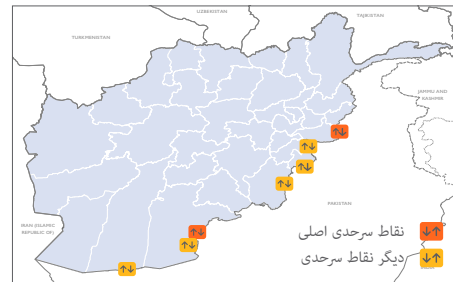 UZBEKISTAN
TAJIKISTAN
TURKMENISTAN
JAMMU AND
KASHMIR
PAKISTAN
IRAN (ISLAMIC
REPUBLIC OF)
نقاط سرحدی اصلی
دیگر نقاط سرحدی